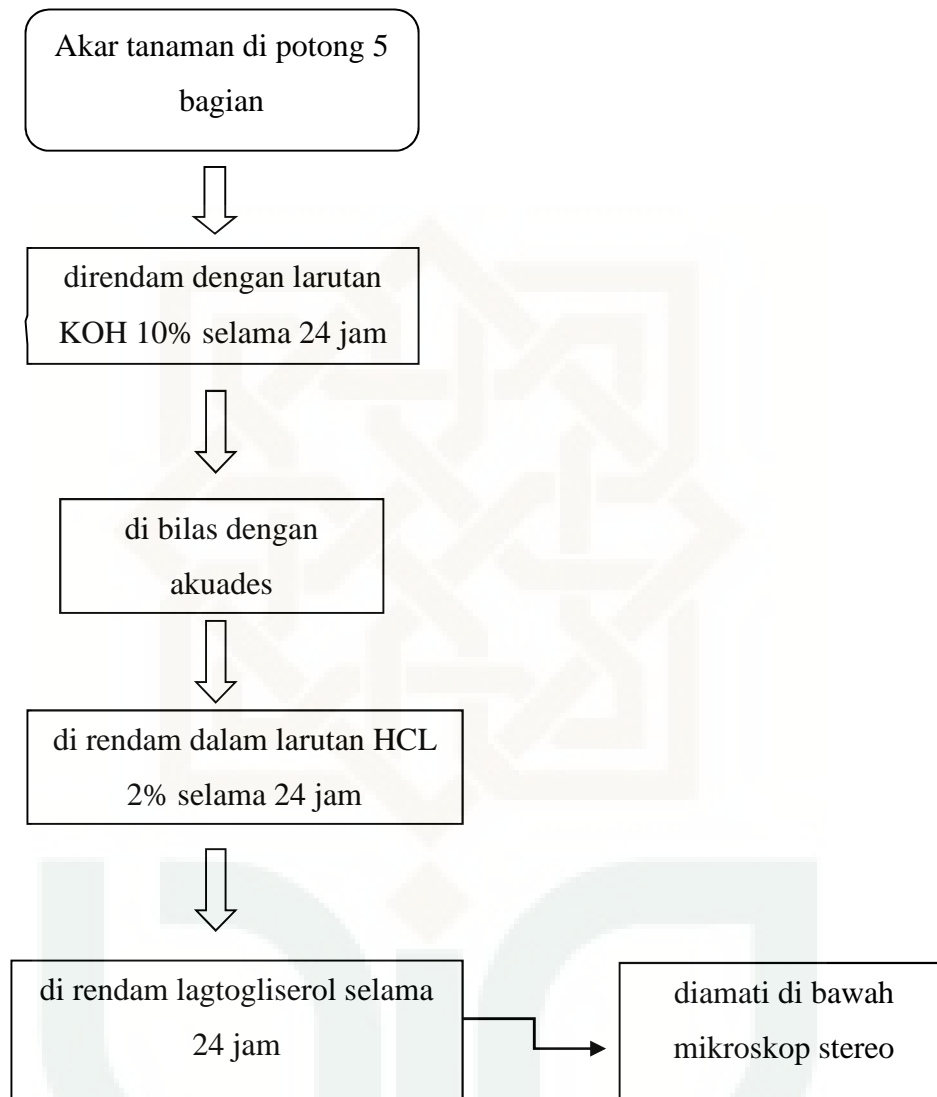 Akar tanaman di potong 5
bagian
direndam dengan larutan
KOH 10% selama 24 jam
di bilas dengan
akuades
di rendam dalam larutan HCL
2% selama 24 jam
di rendam lagtogliserol selama
24 jam
diamati di bawah
mikroskop stereo